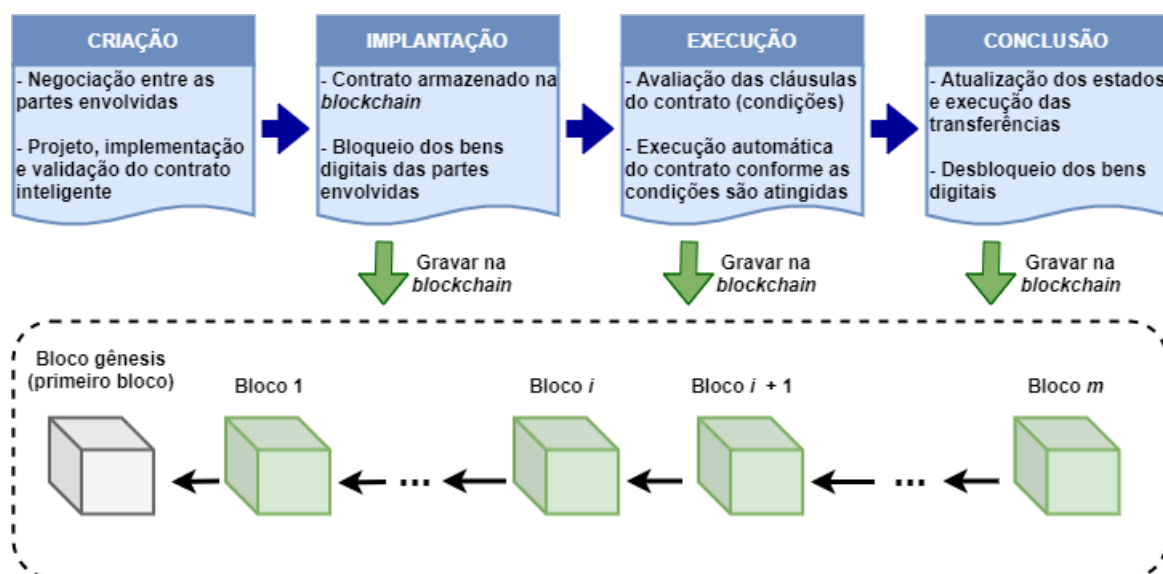 CRIAÇÃO
- Negociação entre as
partes envolvidas
- Projeto, implementação
e validação do contrato
inteligente
IMPLANTAÇÃO
- Contrato armazenado na
blockchain
- Bloqueio dos bens
digitais das partes
envolvidas
EXECUÇÃO
- Avaliação das cláusulas
do contrato (condições)
- Execução automática
do contrato conforme as
condições são atingidas
CONCLUSÃO
- Atualização dos estados
e execução das
transferências
- Desbloqueio dos bens
digitais
Gravar na
blockchain
Gravar na
blockchain
Gravar na
blockchain
Bloco gênesis
(primeiro bloco)
Bloco 1
...
Bloco i
Bloco i + 1
...
Bloco m